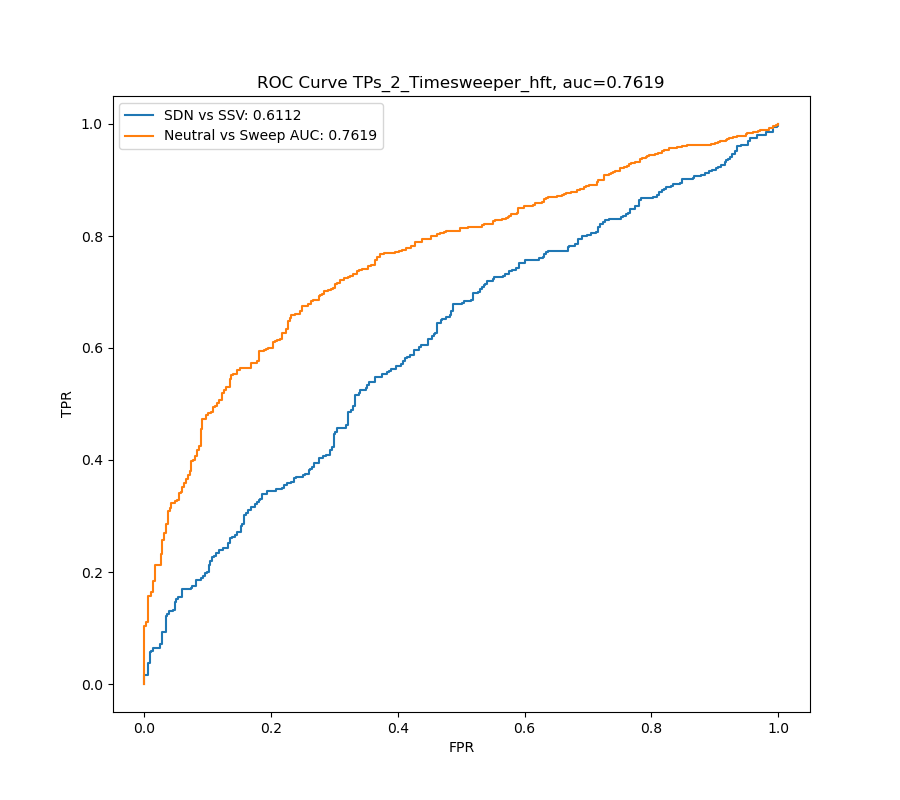 ROC Curve TPs_2_Timesweeper_hft, auc=0.7619
SDN vs SSV: 0.6112
Neutral vs Sweep AUC: 0.7619
1.0
0.8
0.6
0.4
0.2
0.0
TPR
0.0 0.2 0.4 0.6 0.8 1.0
FPR